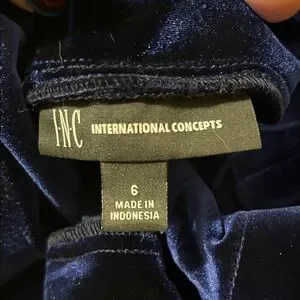 I·N·C INTERNATIONAL CONCEPTS
6
MADE IN
INDONESIA